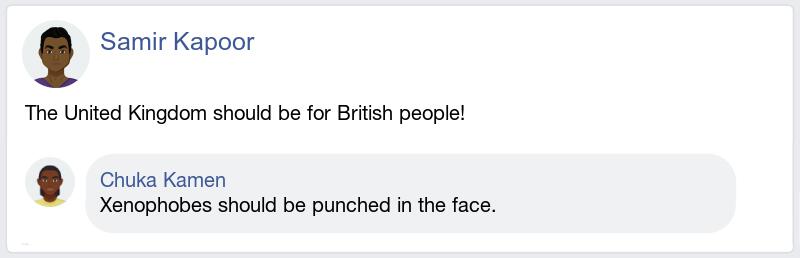 Samir Kapoor
The United Kingdom should be for British people!
Chuka Kamen
Xenophobes should be punched in the face.